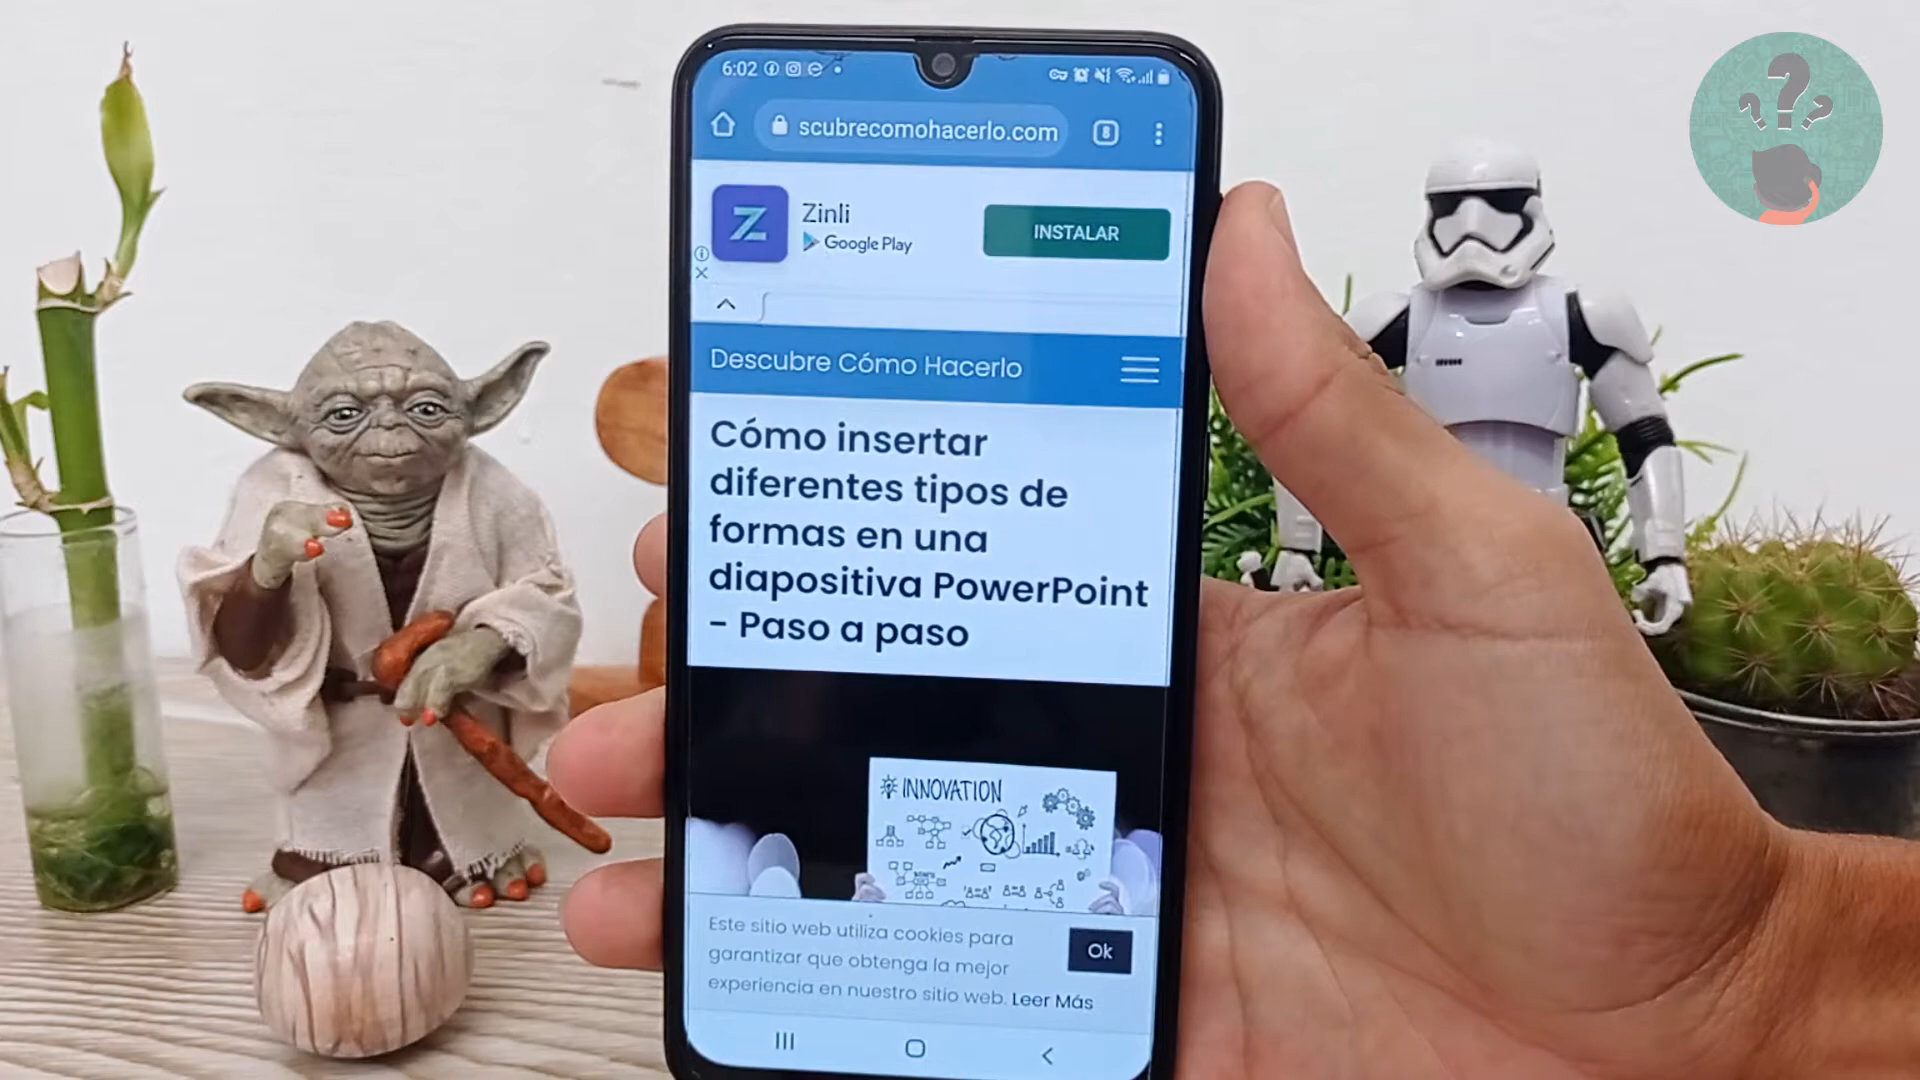 6:02
scubrecomohacerlo.com
8
Zinli
Google Play
INSTALAR
Descubre Cómo Hacerlo
Cómo insertar
diferentes tipos de
formas en una
diapositiva PowerPoint
- Paso a paso
INNOVATION
Este sitio web utiliza cookies para
garantizar que obtenga la mejor
experiencia en nuestro sitio web. Leer Más
Ok